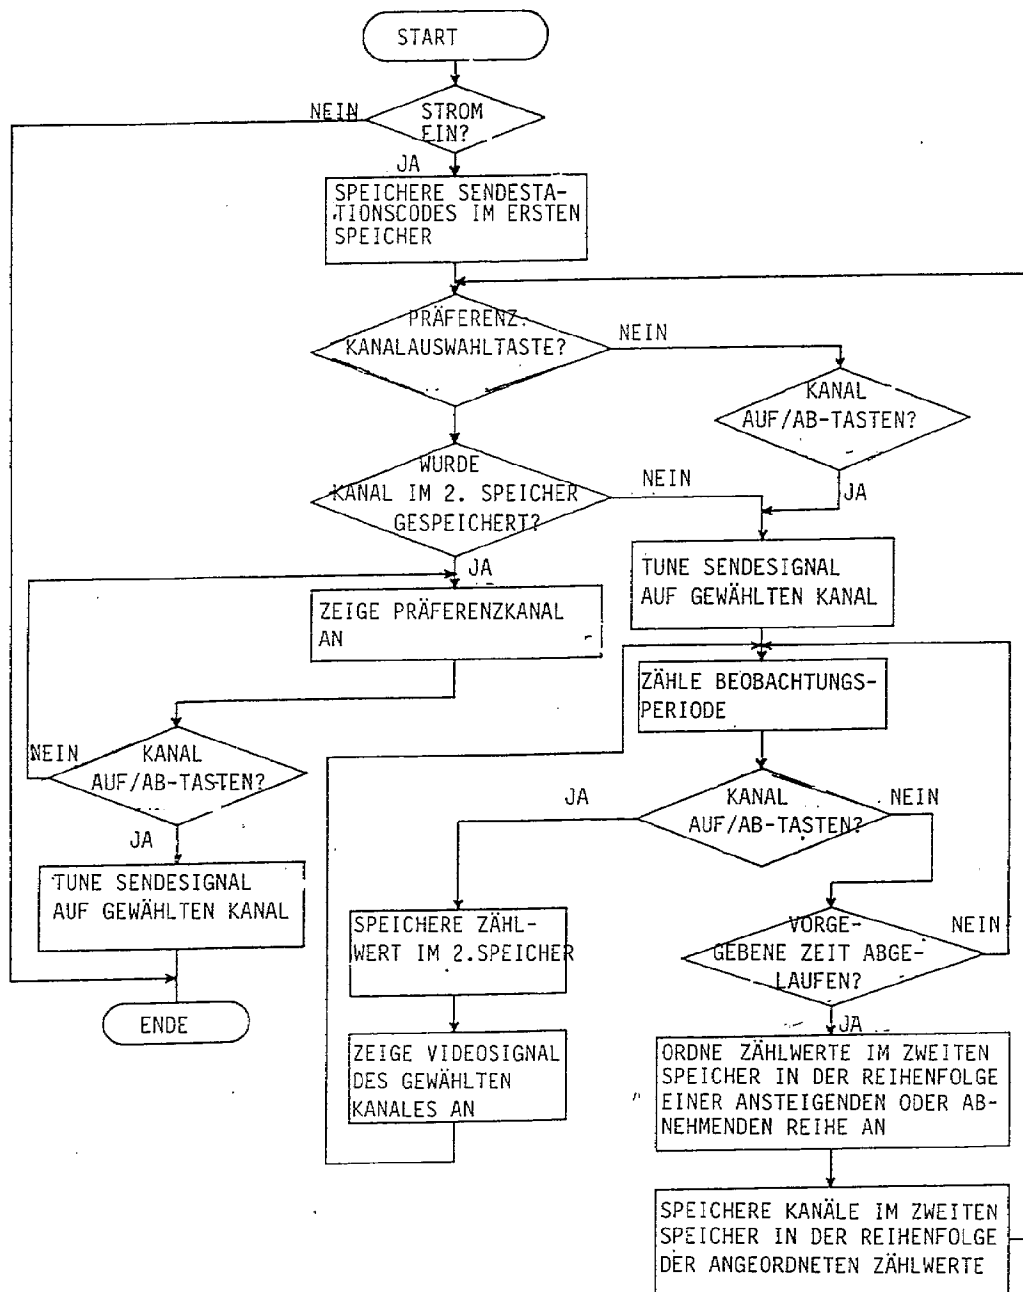 START
NEIN
STROM
EIN?
JA
SPEICHERE SENDESTA-
TIONSCODES IM ERSTEN
SPEICHER
PRÄFERENZ-
KANALAUSWAHLTASTE?
NEIN
KANAL
AUF/AB-TASTEN?
JA
WURDE
KANAL IM 2. SPEICHER
GESPEICHERT?
NEIN
JA
TUNE SENDESIGNAL
AUF GEWÄHLTEN KANAL
ZEIGE PRÄFERENZKANAL
AN
ZÄHLE BEOBACHTUNGS-
PERIODE
NEIN
KANAL
AUF/AB-TASTEN?
JA
JA
KANAL
AUF/AB-TASTEN?
NEIN
TUNE SENDESIGNAL
AUF GEWÄHLTEN KANAL
SPEICHERE ZÄHL-
WERT IM 2.SPEICHER
VORGE-
GEBENE ZEIT ABGE-
LAUFEN?
NEIN
JA
ENDE
ZEIGE VIDEOSIGNAL
DES GEWÄHLTEN
KANALES AN
ORDNE ZÄHLWERTE IM ZWEITEN
SPEICHER IN DER REIHENFOLGE
EINER ANSTEIGENDEN ODER AB-
NEHMENDEN REIHE AN
SPEICHERE KANÄLE IM ZWEITEN
SPEICHER IN DER REIHENFOLGE
DER ANGEORDNETEN ZÄHLWERTE